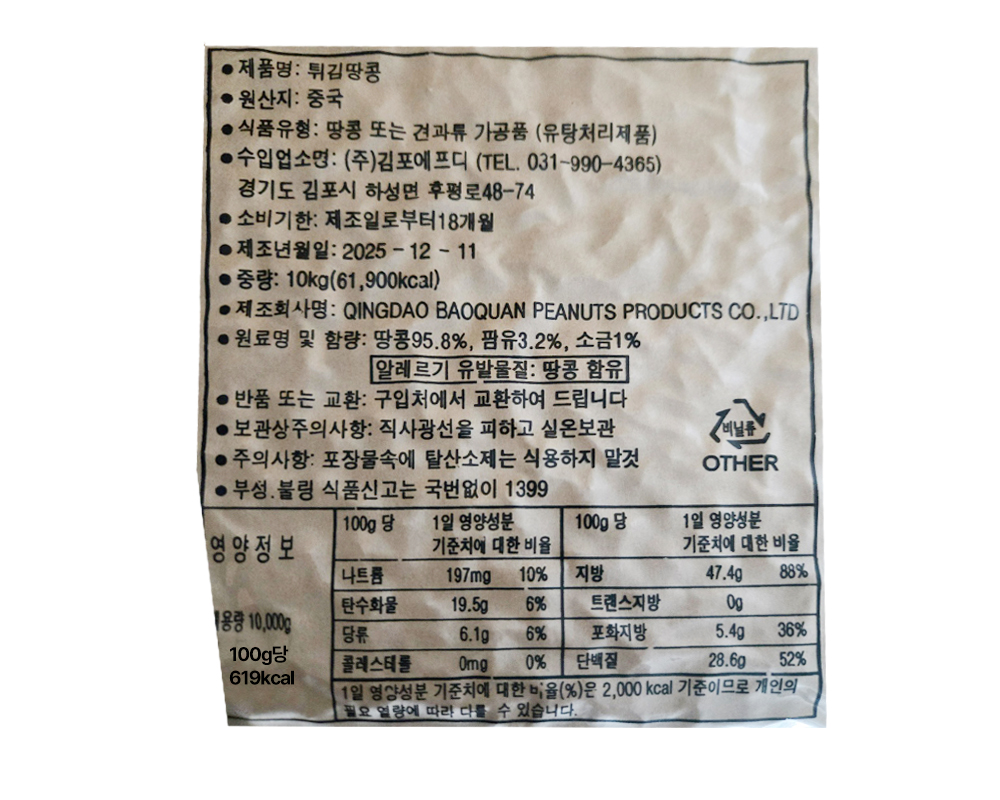 ● 제품명: 튀김땅콩
● 원산지: 중국
● 식품유형: 땅콩 또는 견과류 가공품 (유탕처리제품)
● 수입업소명: (주)김포에프디 (TEL. 031-990-4365)
경기도 김포시 하성면 후평로48-74
● 소비기한: 제조일로부터18개월
● 제조년월일: 2025 - 12 - 11
● 중량: 10kg(61,900kcal)
● 제조회사명: QINGDAO BAOQUAN PEANUTS PRODUCTS CO.,LTD
● 원료명 및 함량: 땅콩95.8%, 팜유3.2%, 소금1%
알레르기 유발물질: 땅콩 함유
● 반품 또는 교환: 구입처에서 교환하여 드립니다
● 보관상주의사항: 직사광선을 피하고 실온보관
● 주의사항: 포장물속에 탈산소제는 식용하지 말것
● 부성.불링 식품신고는 국번없이 1399
비닐류
OTHER
영양정보
용량 10,000g
100g당
619kcal
100g 당 1일 영양성분 기준치에 대한 비율
100g 당 1일 영양성분 기준치에 대한 비율
나트륨 197mg 10% 지방 47.4g 88%
탄수화물 19.5g 6% 트랜스지방 0g
당류 6.1g 6% 포화지방 5.4g 36%
콜레스테롤 0mg 0% 단백질 28.6g 52%
1일 영양성분 기준치에 대한 비율(%)은 2,000 kcal 기준이므로 개인의
필요 열량에 따라 다를 수 있습니다.